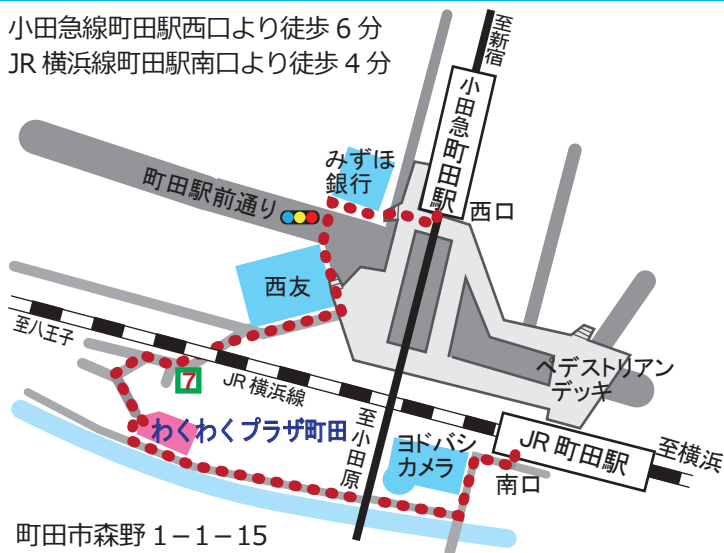 小田急線町田駅西口より徒歩 6 分
JR 横浜線町田駅南口より徒歩 4 分
至新宿
小田急町田駅
みずほ
銀行
町田駅前通り
西口
西友
至八王子
JR 横浜線
7
ペデストリアン
デッキ
わくわくプラザ町田
至小田原
ヨドバシ
カメラ
JR 町田駅
至横浜
南口
町田市森野 1－1－15